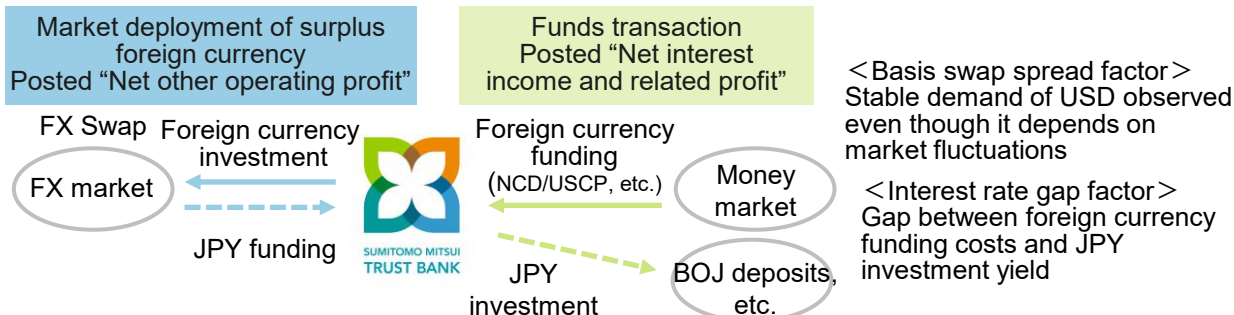 Market deployment of surplus
foreign currency
Posted “Net other operating profit”
Funds transaction
Posted “Net interest
income and related profit”
FX Swap
Foreign currency
investment
FX market
JPY funding
SUMITOMO MITSUI
TRUST BANK
Foreign currency
funding
(NCD/USCP, etc.)
Money
market
JPY
investment
BOJ deposits,
etc.
＜Basis swap spread factor＞
Stable demand of USD observed
even though it depends on
market fluctuations
＜Interest rate gap factor＞
Gap between foreign currency
funding costs and JPY
investment yield